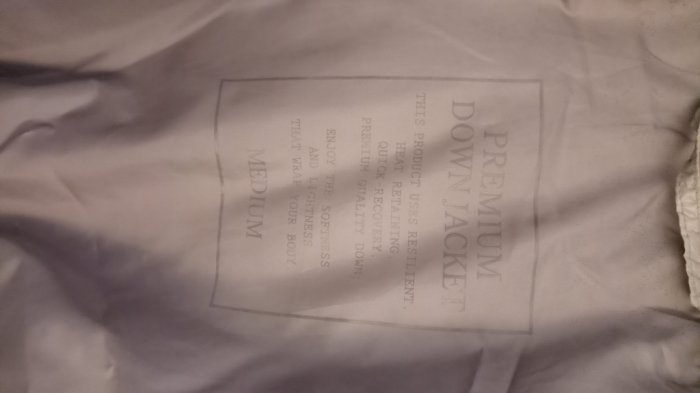 PREMIUM
DOWN JACKET
THIS PRODUCT USES RESILIENT,
HEAT RETAINING,
QUICK-RECOVERY,
PREMIUM QUALITY DOWN.
ENJOY THE SOFTNESS
AND LIGHTNESS
THAT WRAP YOUR BODY
MEDIUM